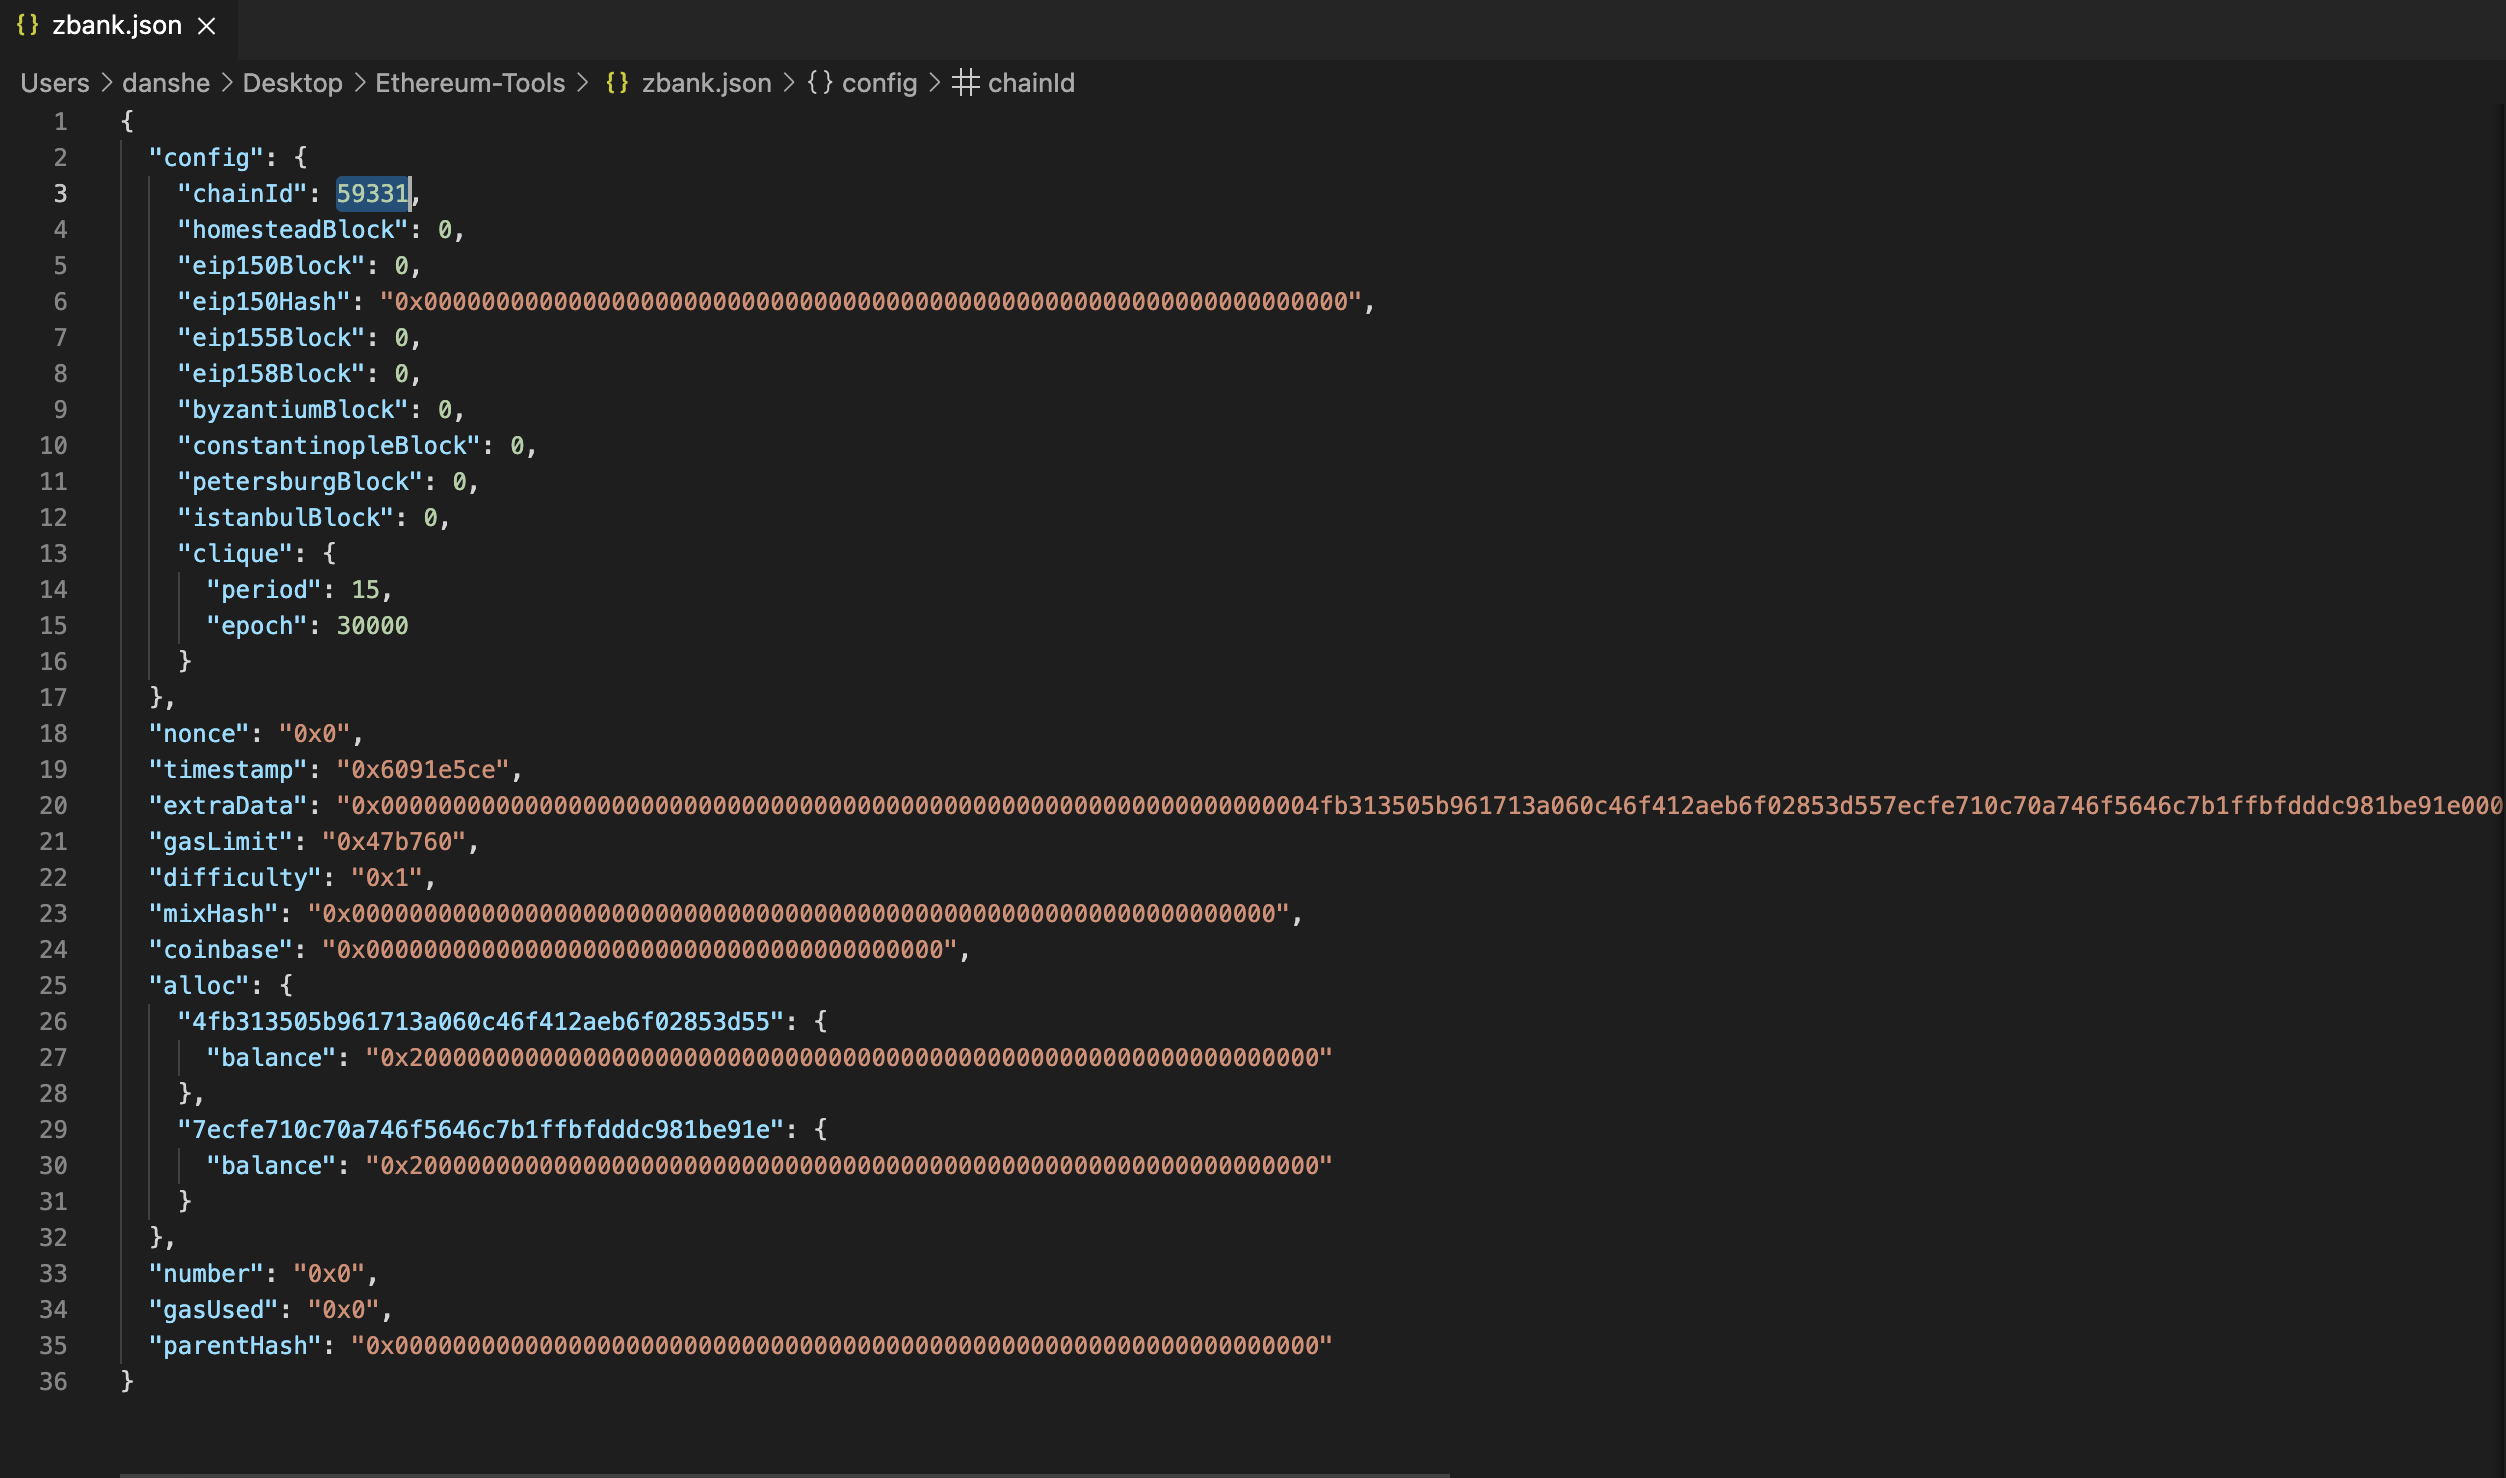 {} zbank.json ×
Users > danshe > Desktop > Ethereum-Tools > {} zbank.json > {} config > # chainId
1 {
2 "config": {
3 "chainId": 59331,
4 "homesteadBlock": 0,
5 "eip150Block": 0,
6 "eip150Hash": "0x0000000000000000000000000000000000000000000000000000000000000000",
7 "eip155Block": 0,
8 "eip158Block": 0,
9 "byzantiumBlock": 0,
10 "constantinopleBlock": 0,
11 "petersburgBlock": 0,
12 "istanbulBlock": 0,
13 "clique": {
14 "period": 15,
15 "epoch": 30000
16 }
17 },
18 "nonce": "0x0",
19 "timestamp": "0x6091e5ce",
20 "extraData": "0x00000000000000000000000000000000000000000000000000000000000000004fb313505b961713a060c46f412aeb6f02853d557ecfe710c70a746f5646c7b1ffbfdddc981be91e000
21 "gasLimit": "0x47b760",
22 "difficulty": "0x1",
23 "mixHash": "0x0000000000000000000000000000000000000000000000000000000000000000",
24 "coinbase": "0x0000000000000000000000000000000000000000",
25 "alloc": {
26 "4fb313505b961713a060c46f412aeb6f02853d55": {
27 "balance": "0x200000000000000000000000000000000000000000000000000000000000000"
28 },
29 "7ecfe710c70a746f5646c7b1ffbfdddc981be91e": {
30 "balance": "0x200000000000000000000000000000000000000000000000000000000000000"
31 }
32 },
33 "number": "0x0",
34 "gasUsed": "0x0",
35 "parentHash": "0x0000000000000000000000000000000000000000000000000000000000000000"
36 }